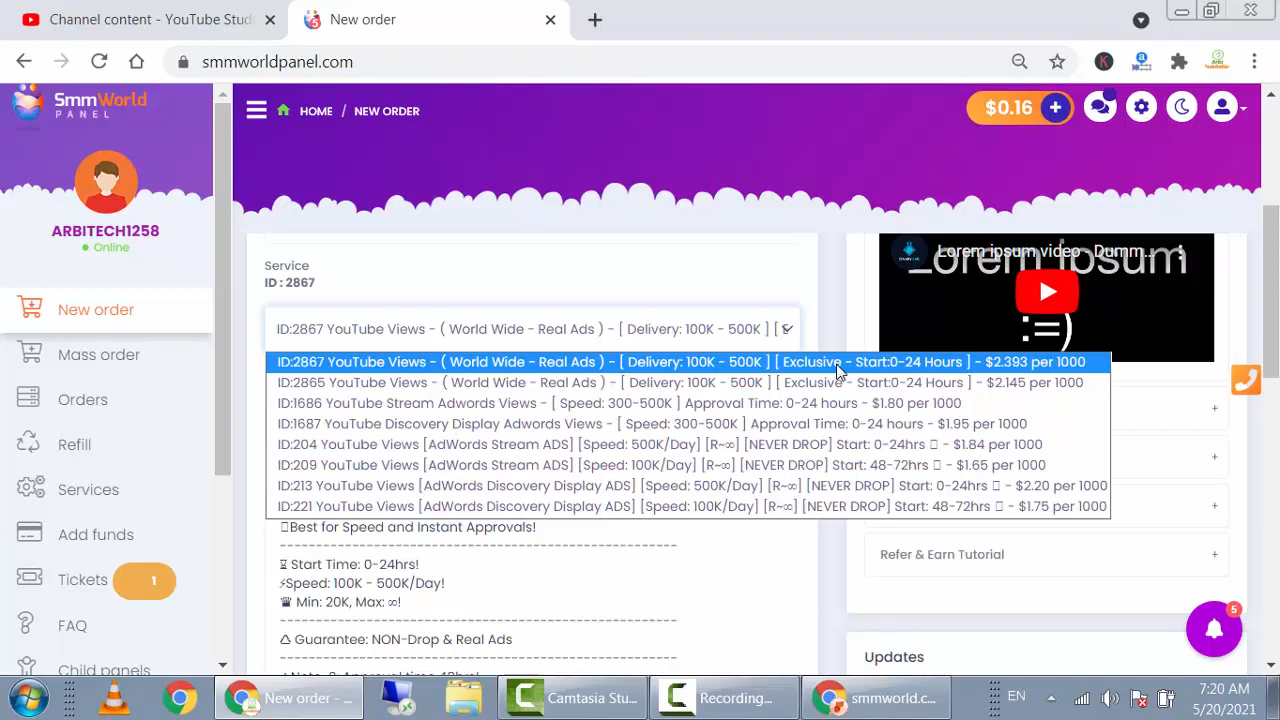 Channel content - YouTube Stud
New order
smmworldpanel.com
SmmWorld
PANEL
HOME / NEW ORDER
$0.16
ARBITECH1258
Online
New order
Mass order
Orders
Refill
Services
Add funds
Tickets
1
FAQ
Child panels
Service
ID : 2867
ID:2867 YouTube Views - ( World Wide - Real Ads ) - [ Delivery: 100K - 500K ] [
ID:2867 YouTube Views - ( World Wide - Real Ads ) - [ Delivery: 100K - 500K ] [ Exclusive - Start:0-24 Hours ] - $2.393 per 1000
ID:2865 YouTube Views - ( World Wide - Real Ads ) - [ Delivery: 100K - 500K ] [ Exclusive - Start:0-24 Hours ] - $2.145 per 1000
ID:1686 YouTube Stream Adwords Views - [ Speed: 300-500K ] Approval Time: 0-24 hours - $1.80 per 1000
ID:1687 YouTube Discovery Display Adwords Views - [ Speed: 300-500K ] Approval Time: 0-24 hours - $1.95 per 1000
ID:204 YouTube Views [AdWords Stream ADS] [Speed: 500K/Day] [R~∞] [NEVER DROP] Start: 0-24hrs - $1.84 per 1000
ID:209 YouTube Views [AdWords Stream ADS] [Speed: 100K/Day] [R~∞] [NEVER DROP] Start: 48-72hrs - $1.65 per 1000
ID:213 YouTube Views [AdWords Discovery Display ADS] [Speed: 500K/Day] [R~∞] [NEVER DROP] Start: 0-24hrs - $2.20 per 1000
ID:221 YouTube Views [AdWords Discovery Display ADS] [Speed: 100K/Day] [R~∞] [NEVER DROP] Start: 48-72hrs - $1.75 per 1000
Best for Speed and Instant Approvals!
⌛ Start Time: 0-24hrs!
⚡Speed: 100K - 500K/Day!
♛ Min: 20K, Max: ∞!
♺ Guarantee: NON-Drop & Real Ads
Lorem ipsum video - Dumm...
Lorem ipsum
:=)
+
+
+
Refer & Earn Tutorial +
5
Updates
New order - ...
Camtasia Stu...
Recording...
smmworld.c...
EN
7:20 AM
5/20/2021